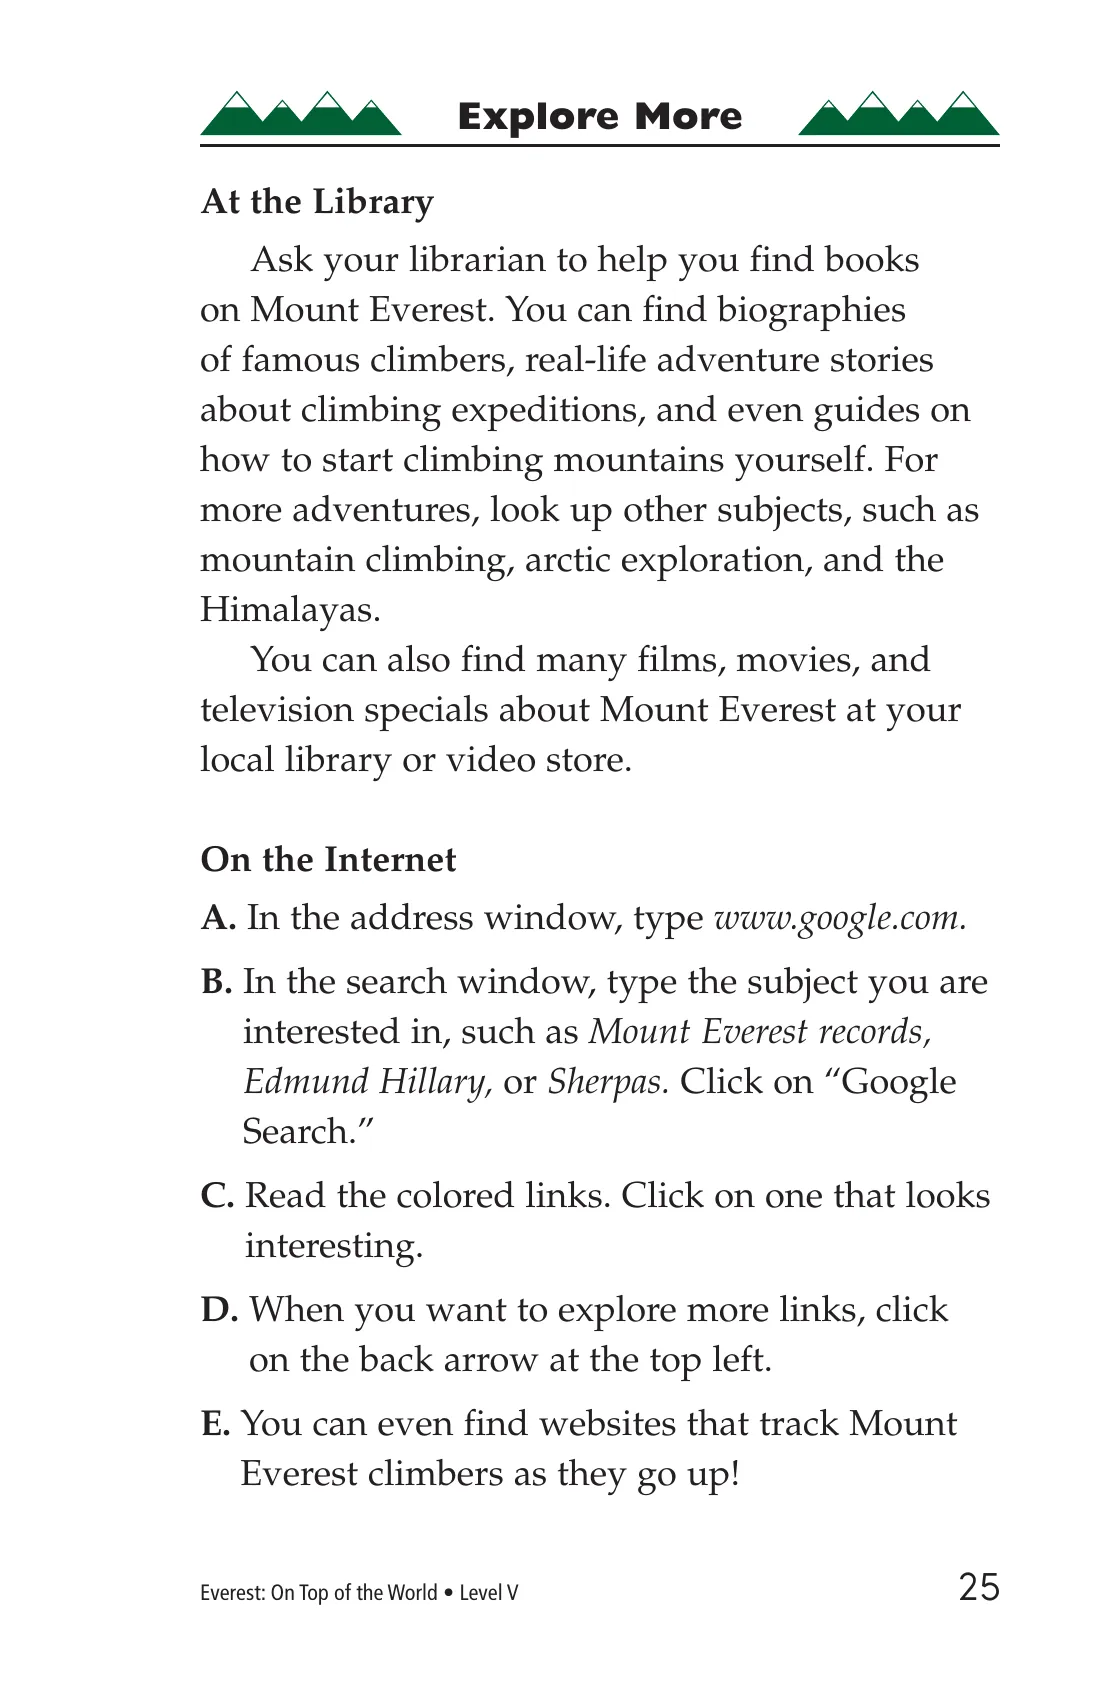 Explore More
At the Library
Ask your librarian to help you find books
on Mount Everest. You can find biographies
of famous climbers, real-life adventure stories
about climbing expeditions, and even guides on
how to start climbing mountains yourself. For
more adventures, look up other subjects, such as
mountain climbing, arctic exploration, and the
Himalayas.
You can also find many films, movies, and
television specials about Mount Everest at your
local library or video store.
On the Internet
A. In the address window, type www.google.com.
B. In the search window, type the subject you are
interested in, such as Mount Everest records,
Edmund Hillary, or Sherpas. Click on “Google
Search.”
C. Read the colored links. Click on one that looks
interesting.
D. When you want to explore more links, click
on the back arrow at the top left.
E. You can even find websites that track Mount
Everest climbers as they go up!
Everest: On Top of the World • Level V 25